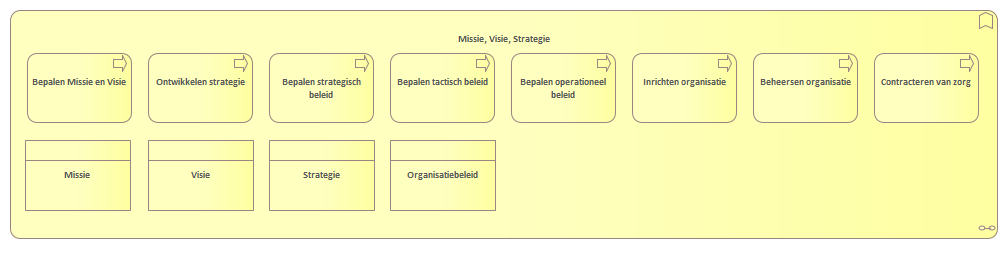 Missie, Visie, Strategie
Bepalen Missie en Visie
Ontwikkelen strategie
Bepalen strategisch
beleid
Bepalen tactisch beleid
Bepalen operationeel
beleid
Inrichten organisatie
Beheersen organisatie
Contracteren van zorg
Missie
Visie
Strategie
Organisatiebeleid